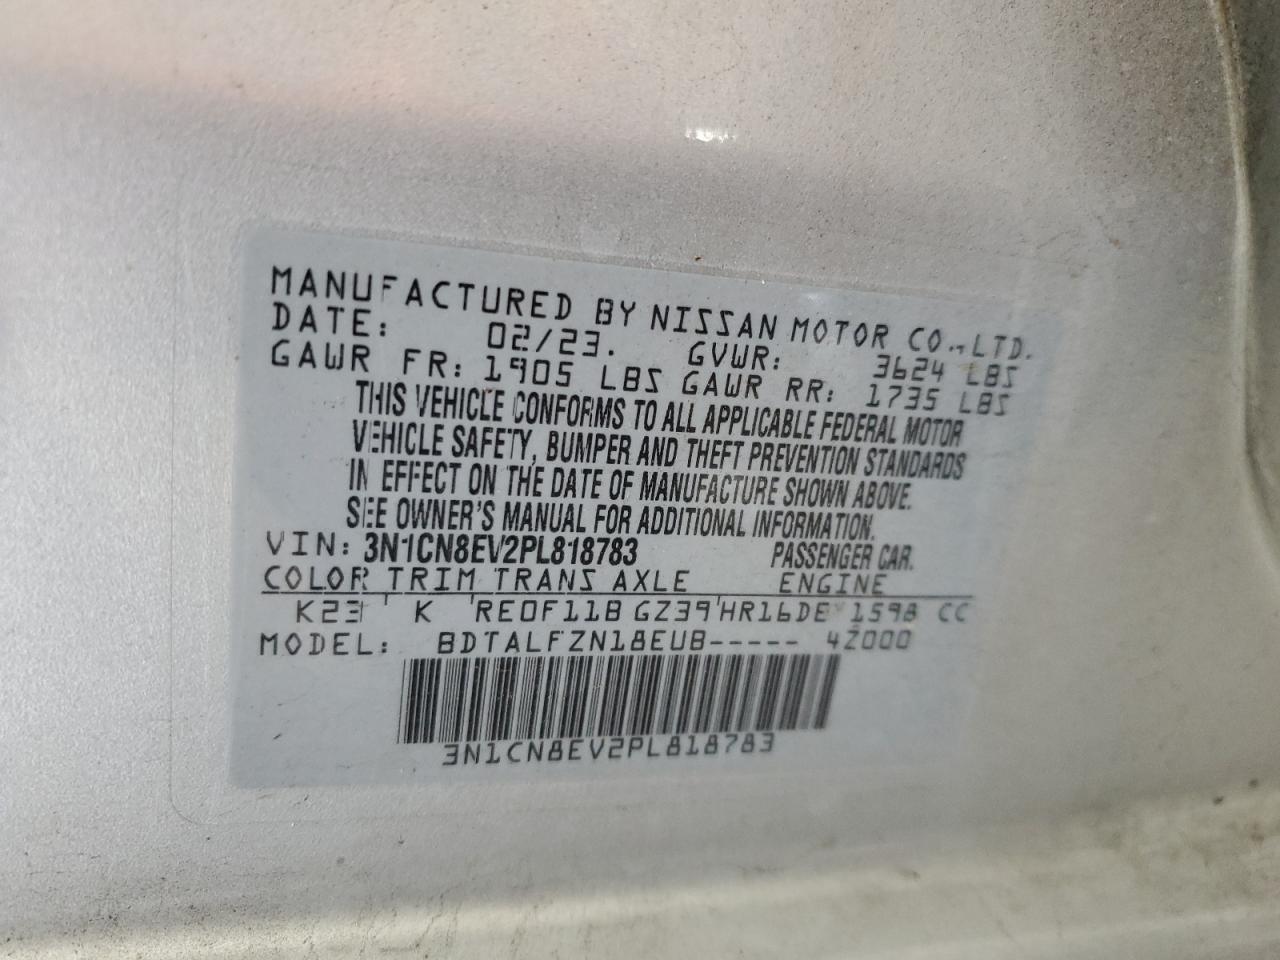 MANUFACTURED BY NISSAN MOTOR CO.,LTD.
DATE: 02/23. GVWR: 3624 LBS
GAWR FR: 1905 LBS GAWR RR: 1735 LBS
THIS VEHICLE CONFORMS TO ALL APPLICABLE FEDERAL MOTOR
VEHICLE SAFETY, BUMPER AND THEFT PREVENTION STANDARDS
IN EFFECT ON THE DATE OF MANUFACTURE SHOWN ABOVE.
SEE OWNER'S MANUAL FOR ADDITIONAL INFORMATION.
VIN: 3N1CN8EV2PL818783 PASSENGER CAR.
COLOR TRIM TRANS AXLE ENGINE
K23 K RE0F11B GZ39 HR16DE 1598 CC
MODEL: BDTALFZN18EUB----- 4Z000
3N1CN8EV2PL818783